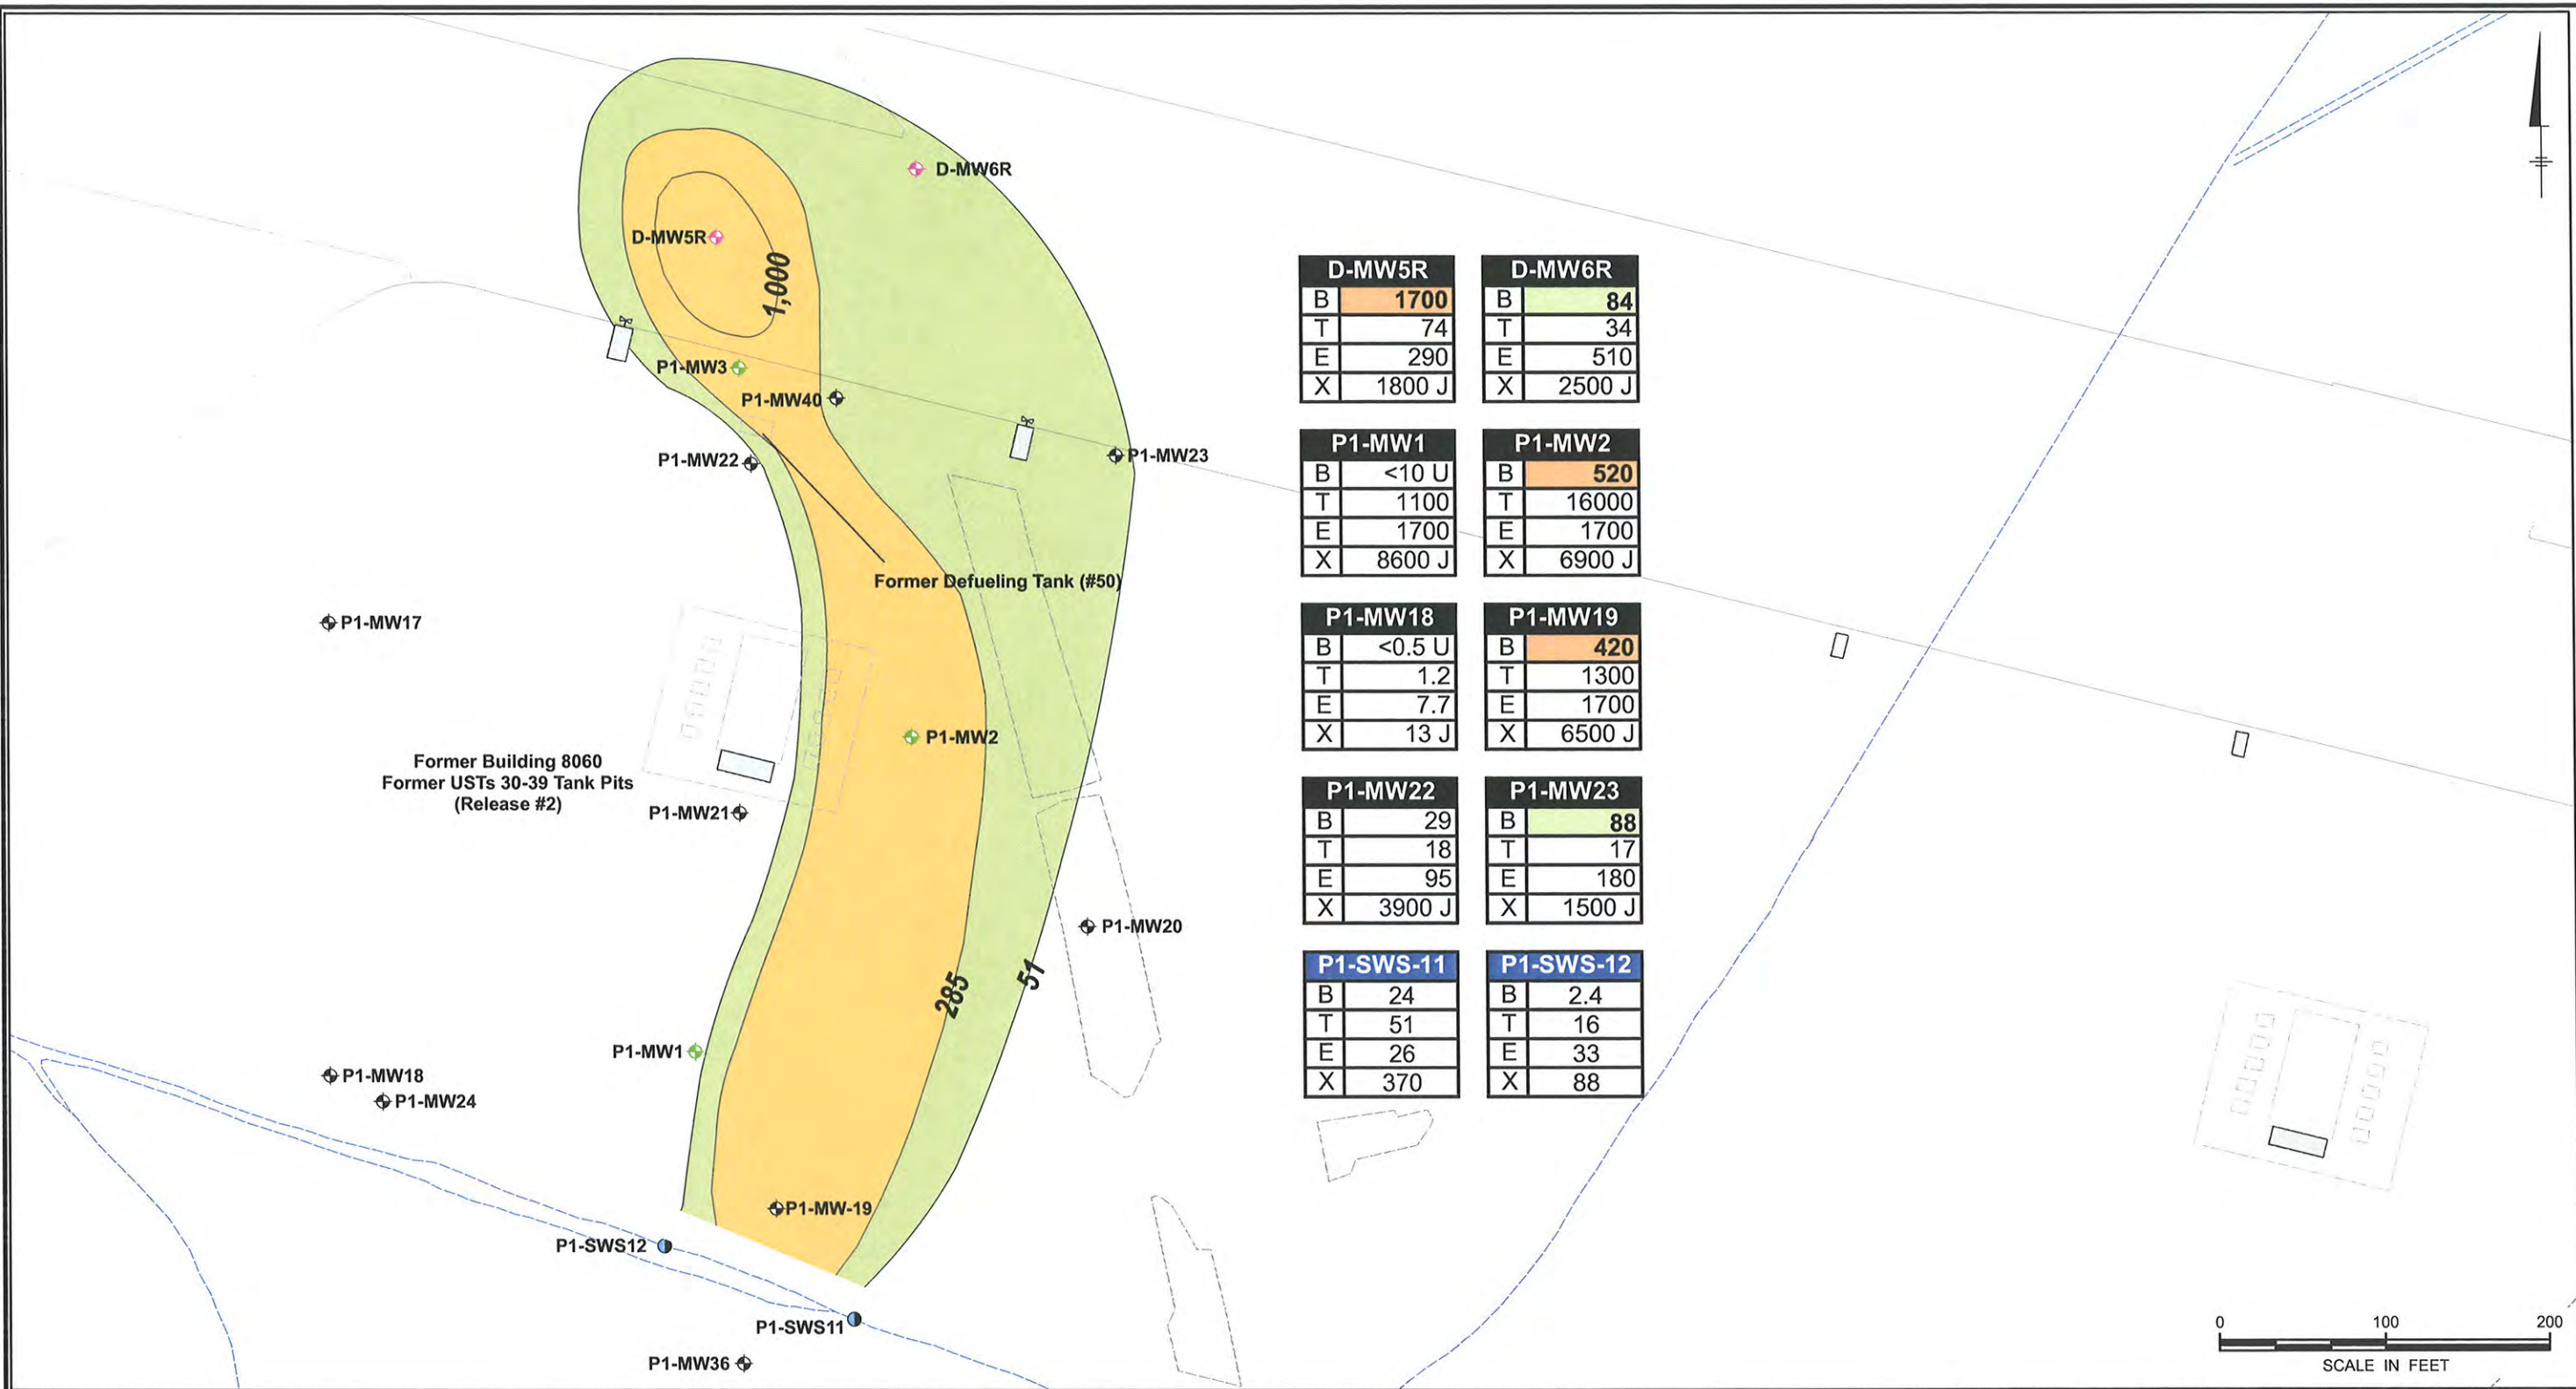 D-MW6R
D-MW5R
1,000
P1-MW3
P1-MW40
P1-MW22
P1-MW23
Former Defueling Tank (#50)
P1-MW17
P1-MW2
Former Building 8060
Former USTs 30-39 Tank Pits
(Release #2)
P1-MW21
P1-MW20
285
51
P1-MW1
P1-MW18
P1-MW24
P1-MW-19
P1-SWS12
P1-SWS11
P1-MW36
D-MW5R
B 1700
T 74
E 290
X 1800 J
D-MW6R
B 84
T 34
E 510
X 2500 J
P1-MW1
B <10 U
T 1100
E 1700
X 8600 J
P1-MW2
B 520
T 16000
E 1700
X 6900 J
P1-MW18
B <0.5 U
T 1.2
E 7.7
X 13 J
P1-MW19
B 420
T 1300
E 1700
X 6500 J
P1-MW22
B 29
T 18
E 95
X 3900 J
P1-MW23
B 88
T 17
E 180
X 1500 J
P1-SWS-11
B 24
T 51
E 26
X 370
P1-SWS-12
B 2.4
T 16
E 33
X 88
0 100 200
SCALE IN FEET